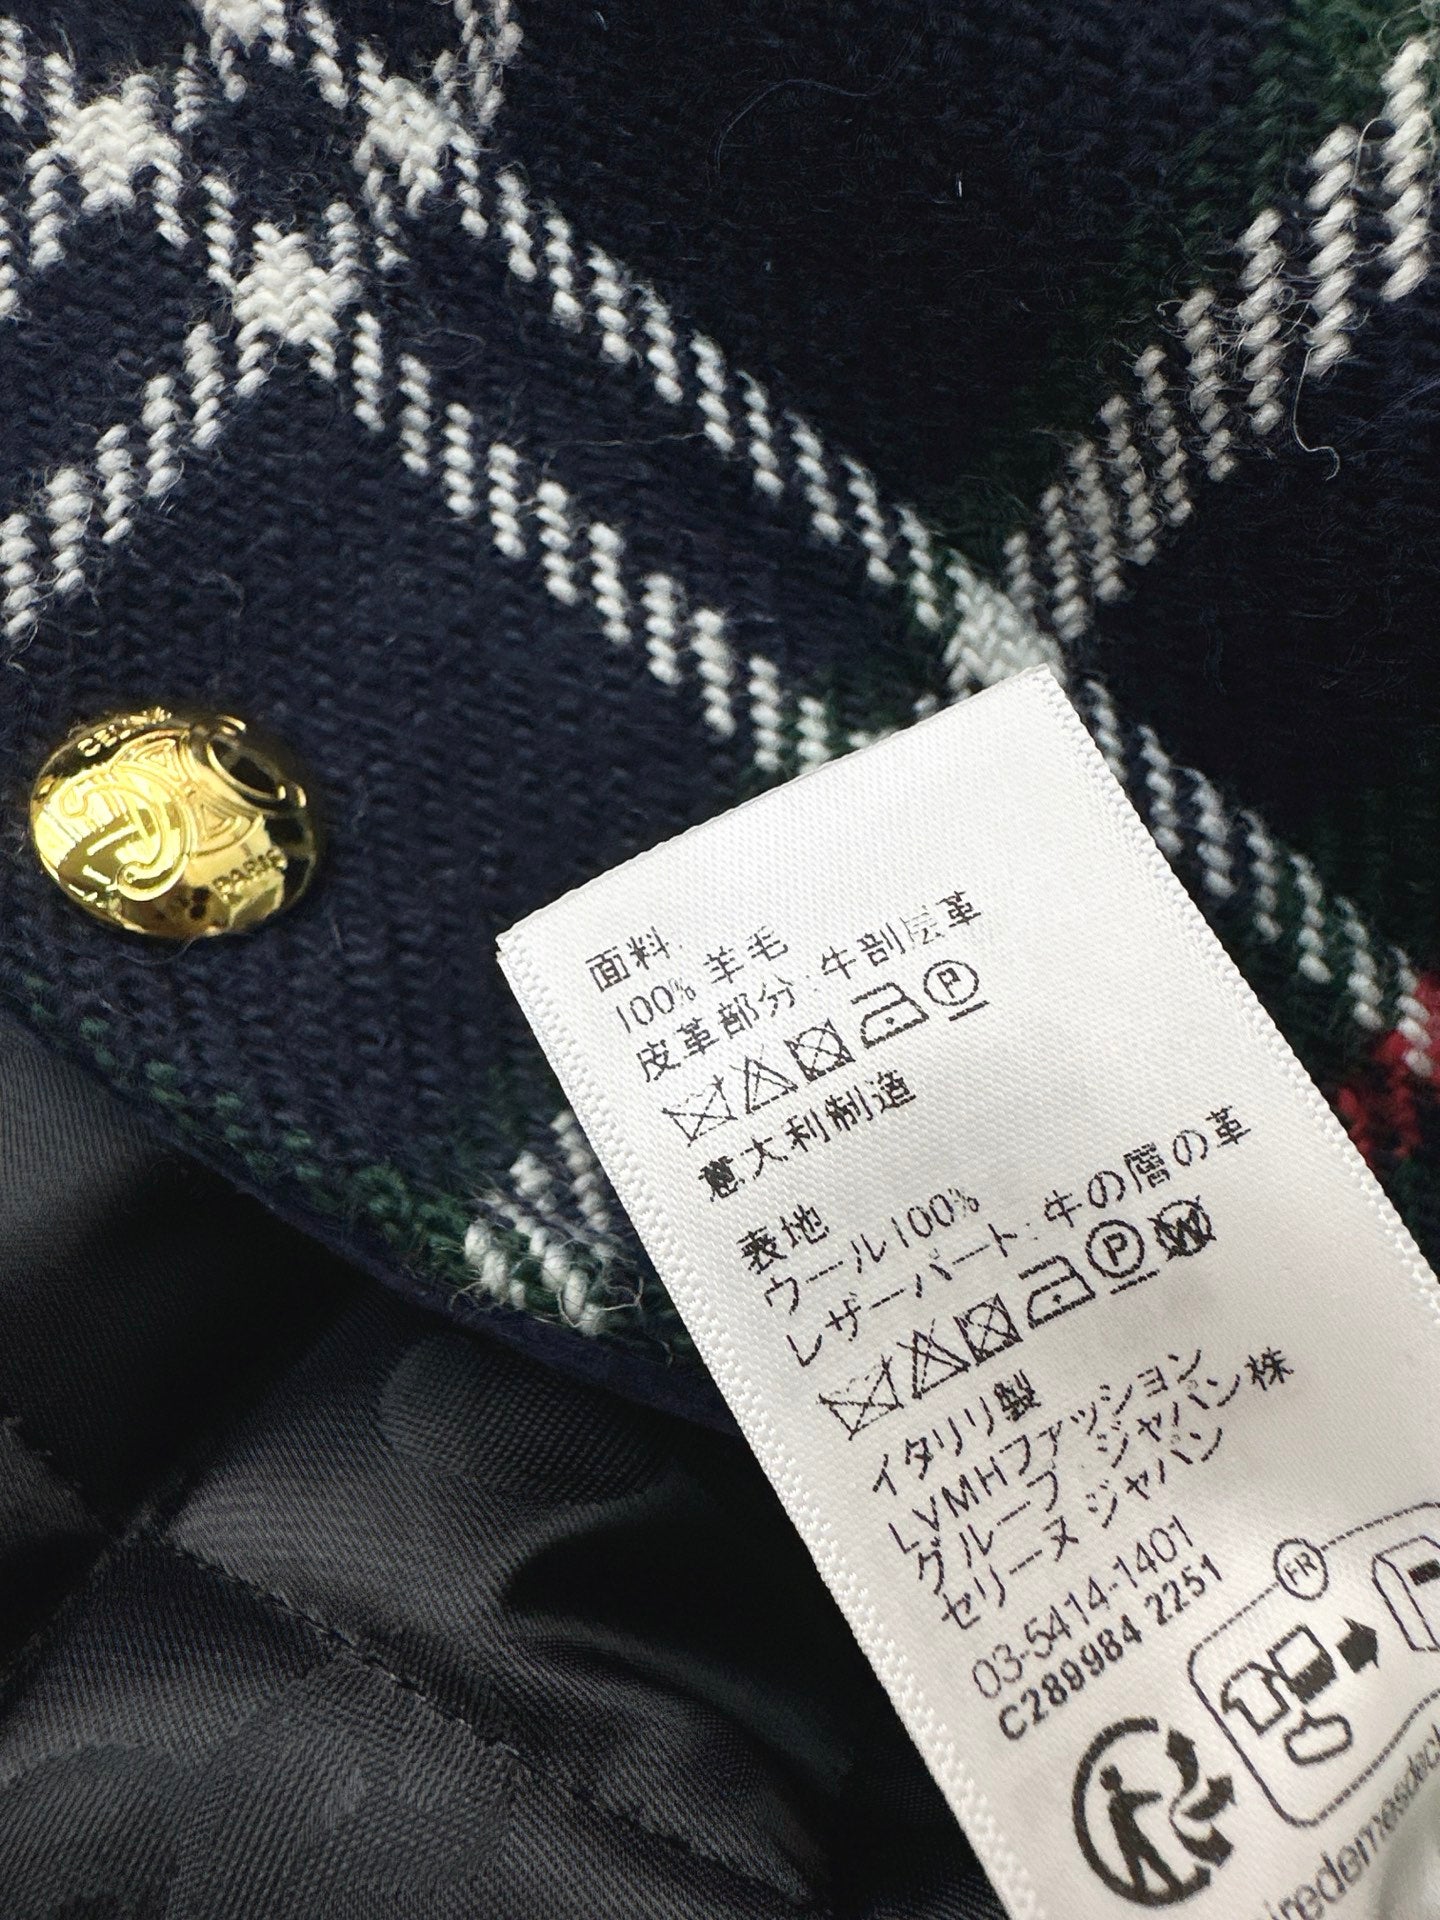 PARIS
面料:
100% 羊毛
皮革部分: 牛剖层革
P
意大利制造
表地
ウール100%
レザーパート: 牛の層の革
P W
イタリリ製
LVMHファッション
グループ・ジャパン株
セリーヌ ジャパン
03-5414-1401
C289984 2251
FR